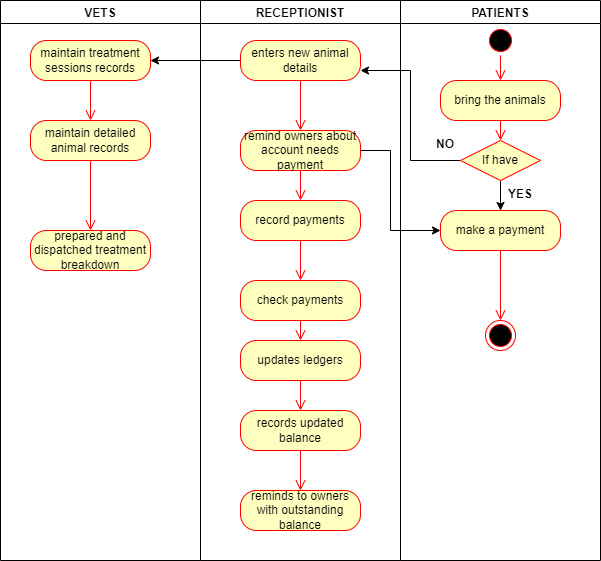 VETS
RECEPTIONIST
PATIENTS
maintain treatment
sessions records
maintain detailed
animal records
prepared and
dispatched treatment
breakdown
enters new animal
details
remind owners about
account needs
payment
record payments
check payments
updates ledgers
records updated
balance
reminds to owners
with outstanding
balance
bring the animals
NO
If have
YES
make a payment